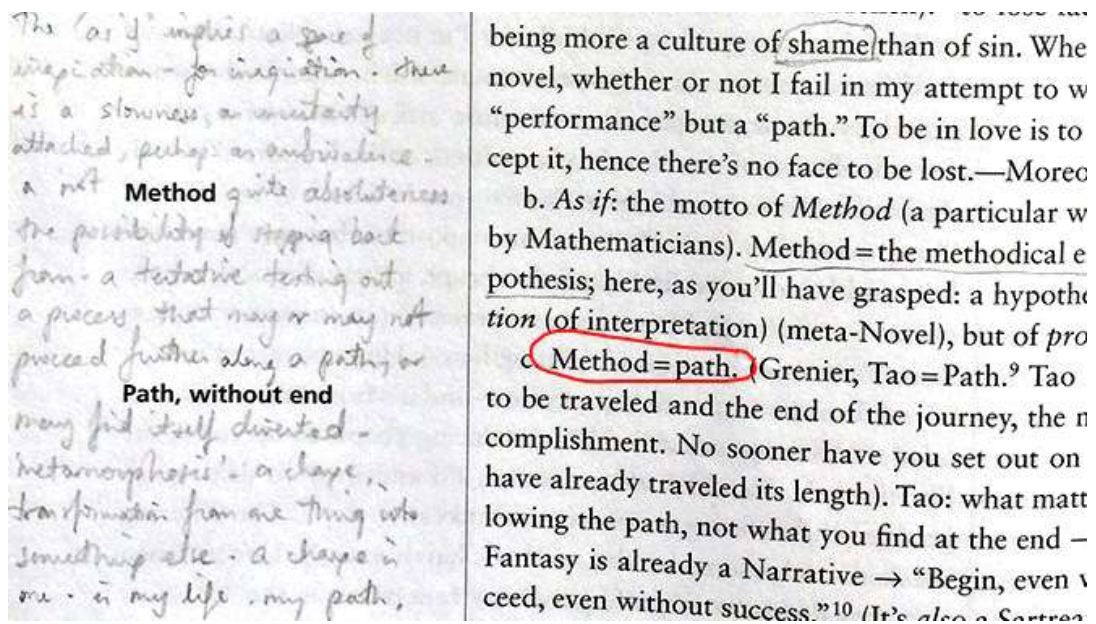 The 'as if' implies a sense of
for imagination. there
is a slowness, a uncertainty
attached, perhaps an ambivalence.
a not quite absoluteness
Method
the possibility of stepping back
from - a tentative testing out
a process, that may or may not
proceed further along a path, or
Path, without end
may find itself diverted -
'metamorphosis'. a change,
transformation from one thing into
something else. a change in
one - in my life. my path,
being more a culture of shame than of sin. Whe
novel, whether or not I fail in my attempt to w
“performance” but a “path.” To be in love is to
cept it, hence there's no face to be lost.—Moreo
b. As if: the motto of Method (a particular w
by Mathematicians). Method=the methodical e
pothesis; here, as you'll have grasped: a hypothe
tion (of interpretation) (meta-Novel), but of pro
c. Method=path. (Grenier, Tao=Path.⁹ Tao
to be traveled and the end of the journey, the m
complishment. No sooner have you set out on
have already traveled its length). Tao: what matt
lowing the path, not what you find at the end —
Fantasy is already a Narrative → “Begin, even w
ceed, even without success.”¹⁰ (It's also a Sartrea